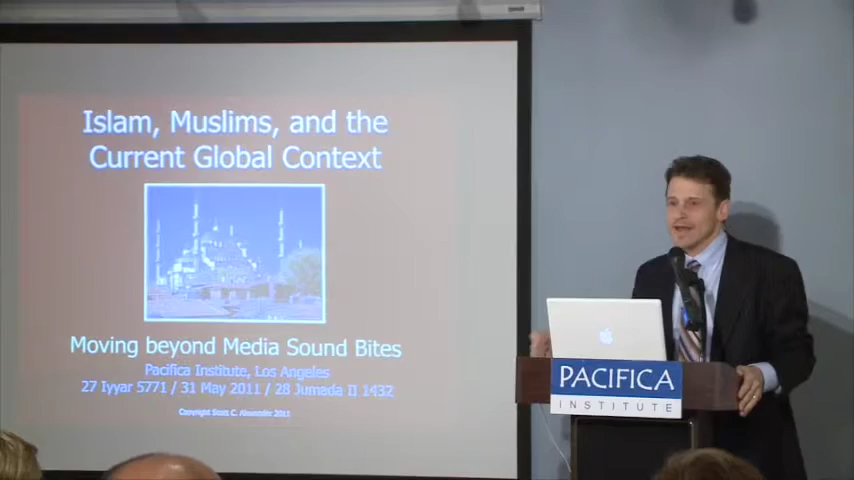 Islam, Muslims, and the
Current Global Context
Moving beyond Media Sound Bites
Pacifica Institute, Los Angeles
27 Iyyar 5771 / 31 May 2011 / 28 Jumeda II 1432
Copyright Scott C. Alexander 2011
PACIFICA
INSTITUTE